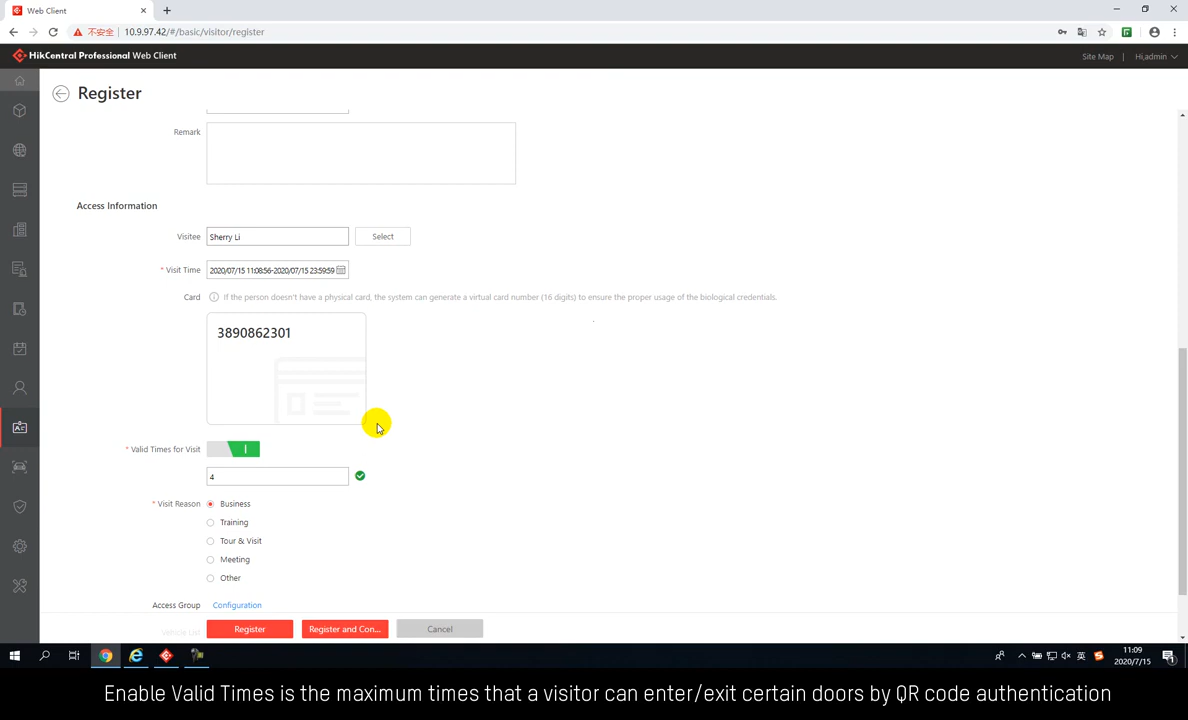 Web Client
不安全 10.9.97.42/#/basic/visitor/register
HikCentral Professional Web Client
Site Map | Hi,admin
Register
Remark
Access Information
Visitee Sherry Li Select
* Visit Time 2020/07/15 11:08:56-2020/07/15 23:59:59
Card If the person doesn't have a physical card, the system can generate a virtual card number (16 digits) to ensure the proper usage of the biological credentials.
3890862301
* Valid Times for Visit
4
* Visit Reason Business
Training
Tour & Visit
Meeting
Other
Access Group Configuration
Vehicle List Register Register and Con... Cancel
英 11:09
2020/7/15
Enable Valid Times is the maximum times that a visitor can enter/exit certain doors by QR code authentication